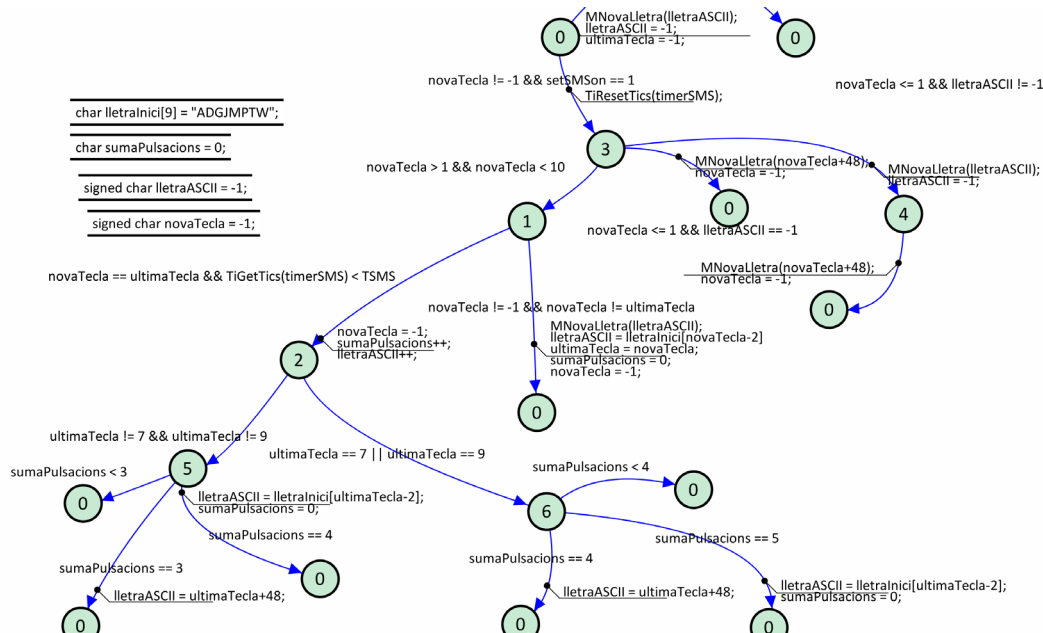 MNovaLletra(lletraASCII);
lletraASCII = -1;
ultimaTecla = -1;
0
0
novaTecla != -1 && setSMSon == 1
TiResetTics(timerSMS);
novaTecla <= 1 && lletraASCII != -1
char lletraInici[9] = "ADGJMPTW";
char sumaPulsacions = 0;
signed char lletraASCII = -1;
signed char novaTecla = -1;
3
novaTecla > 1 && novaTecla < 10
MNovaLletra(novaTecla+48);
novaTecla = -1;
MNovaLletra(lletraASCII);
lletraASCII = -1;
1
0
4
novaTecla <= 1 && lletraASCII == -1
MNovaLletra(novaTecla+48);
novaTecla = -1;
0
novaTecla == ultimaTecla && TiGetTics(timerSMS) < TSMS
novaTecla != -1 && novaTecla != ultimaTecla
novaTecla = -1;
sumaPulsacions++;
lletraASCII++;
MNovaLletra(lletraASCII);
lletraASCII = lletraInici[novaTecla-2]
ultimaTecla = novaTecla;
sumaPulsacions = 0;
novaTecla = -1;
2
0
ultimaTecla != 7 && ultimaTecla != 9
ultimaTecla == 7 || ultimaTecla == 9
sumaPulsacions < 3
5
0
lletraASCII = lletraInici[ultimaTecla-2];
sumaPulsacions = 0;
sumaPulsacions == 4
sumaPulsacions == 3
0
lletraASCII = ultimaTecla+48;
0
sumaPulsacions < 4
0
6
sumaPulsacions == 5
sumaPulsacions == 4
lletraASCII = ultimaTecla+48;
lletraASCII = lletraInici[ultimaTecla-2];
sumaPulsacions = 0;
0
0